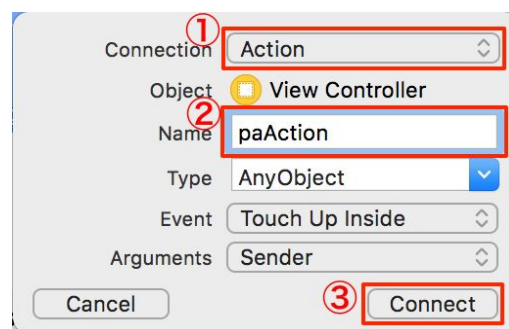 ①
Connection Action
Object View Controller
②
Name paAction
Type AnyObject
Event Touch Up Inside
Arguments Sender
Cancel ③ Connect